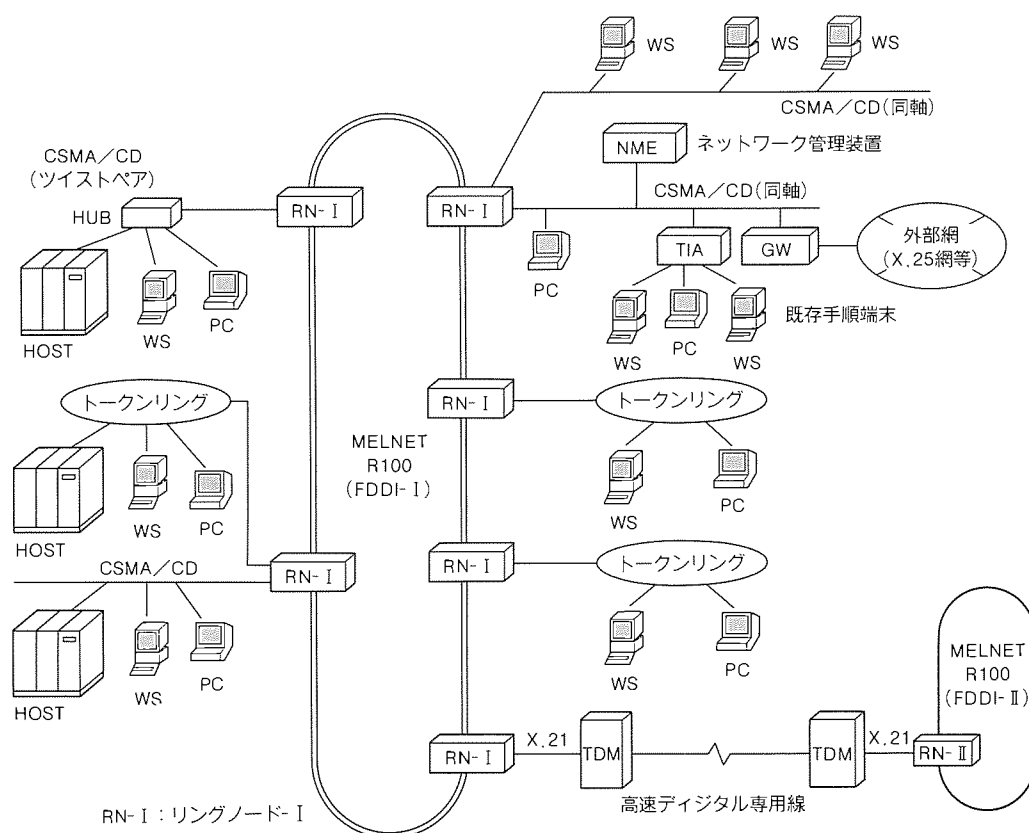 WS
WS
WS
CSMA/CD(同軸)
NME
ネットワーク管理装置
CSMA/CD
(ツイストペア)
HUB
RN-Ⅰ
RN-Ⅰ
CSMA/CD(同軸)
PC
TIA
GW
外部網
(X.25網等)
HOST
WS
PC
WS
PC
WS
既存手順端末
トークンリング
RN-Ⅰ
トークンリング
MELNET
R100
(FDDI-Ⅰ)
HOST
WS
PC
WS
PC
CSMA/CD
RN-Ⅰ
RN-Ⅰ
トークンリング
HOST
WS
PC
WS
PC
MELNET
R100
(FDDI-Ⅱ)
RN-Ⅰ
X.21
TDM
TDM
X.21
RN-Ⅱ
高速ディジタル専用線
RN-Ⅰ:リングノード-Ⅰ